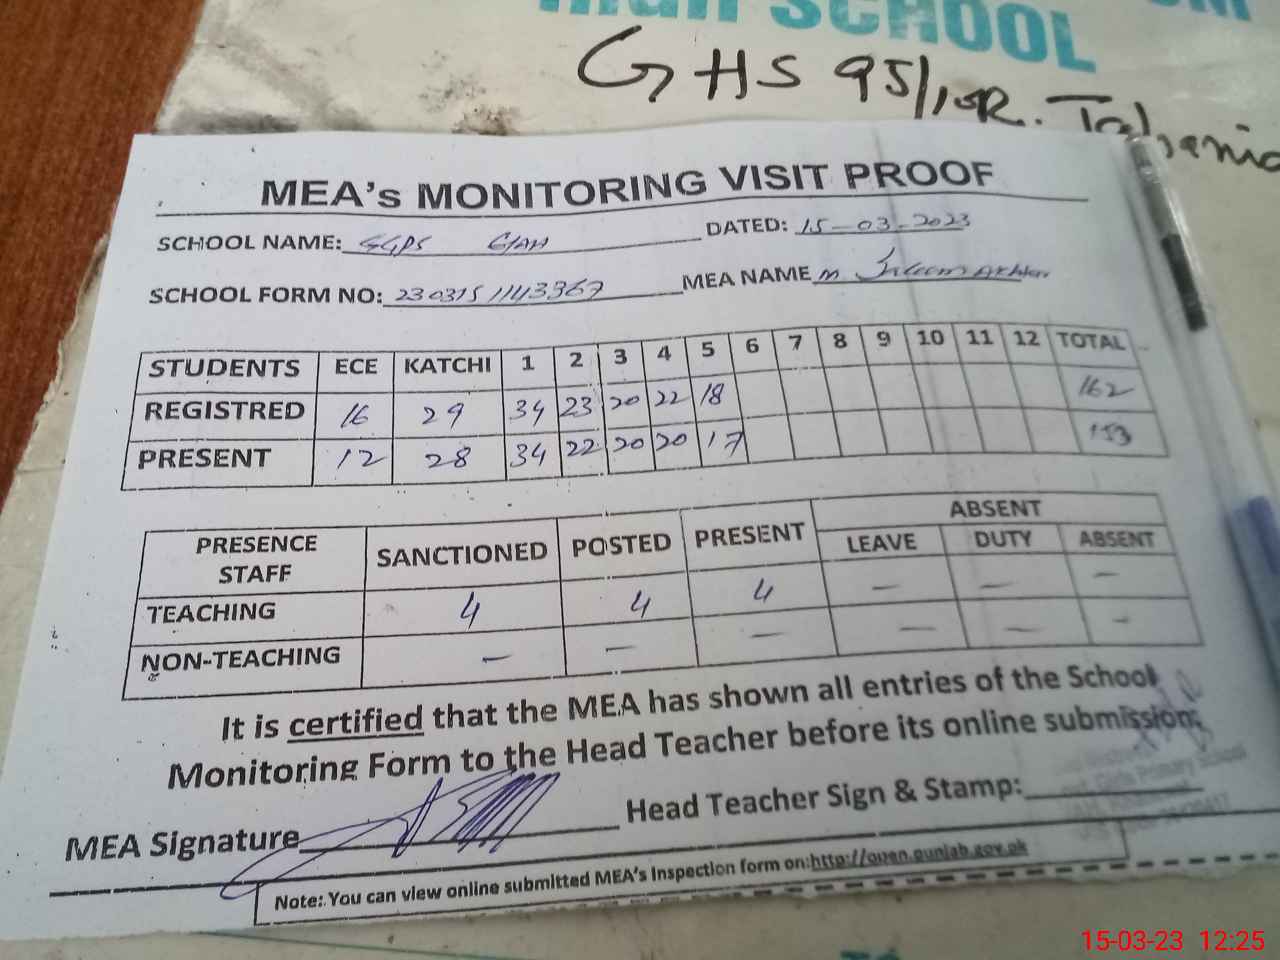 HIGH SCHOOL
GHS 95/15R.
MEA's MONITORING VISIT PROOF
SCHOOL NAME: GGPS DATED: 15-03-2023
SCHOOL FORM NO: 23031511143367 MEA NAME M
STUDENTS ECE KATCHI 1 2 3 4 5 6 7 8 9 10 11 12 TOTAL
REGISTRED 16 29 34 23 20 22 18 162
PRESENT 12 28 34 22 20 20 17 153
PRESENCE STAFF SANCTIONED POSTED PRESENT ABSENT
LEAVE DUTY ABSENT
TEACHING 4 4 4 — — —
NON-TEACHING — — — — — —
It is certified that the MEA has shown all entries of the School
Monitoring Form to the Head Teacher before its online submission.
MEA Signature Head Teacher Sign & Stamp:
Girls Primary School
Note: You can view online submitted MEA's Inspection form on:http://open.punjab.gov.pk
15-03-23 12:25